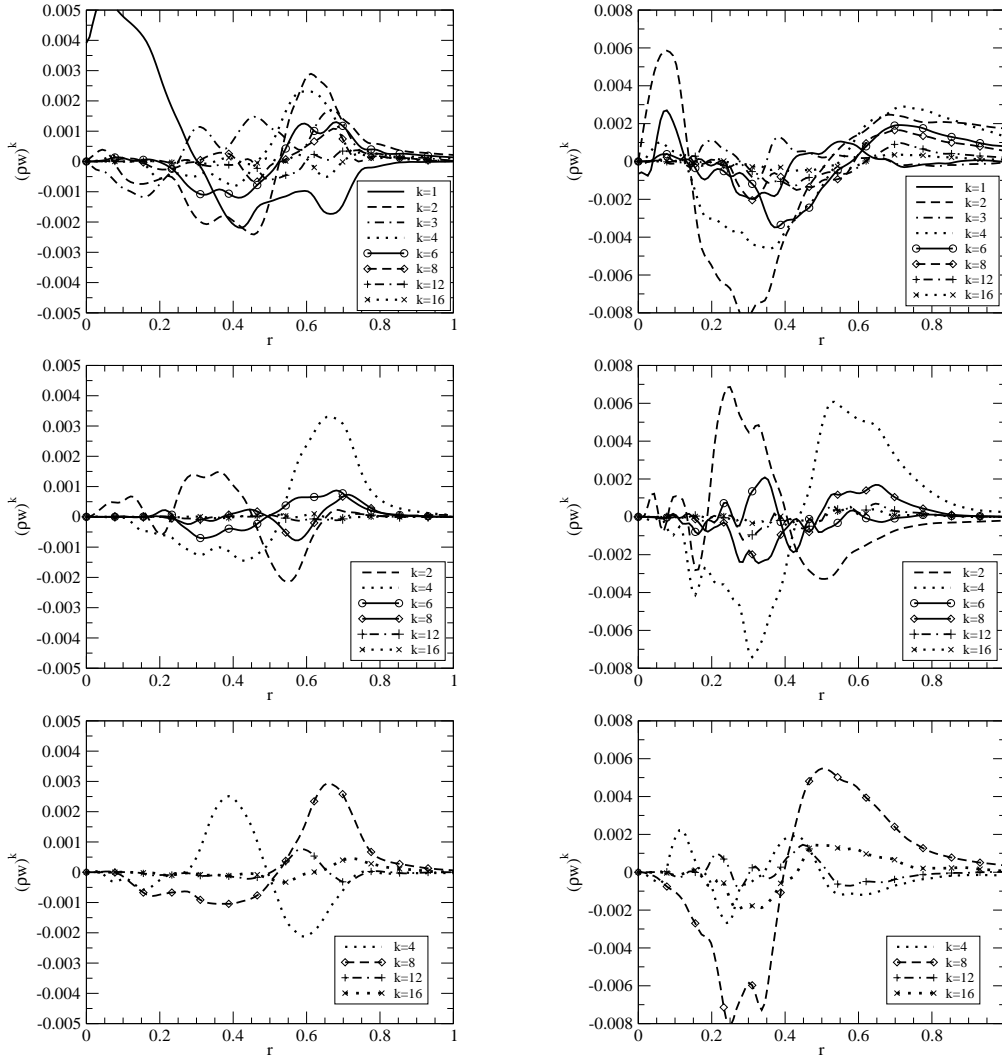 0.005
0.004
0.003
0.002
0.001
0
-0.001
-0.002
-0.003
-0.004
-0.005
(ρw)^k
0 0.2 0.4 0.6 0.8 1
r
k=1
k=2
k=3
k=4
k=6
k=8
k=12
k=16
0.008
0.006
0.004
0.002
0
-0.002
-0.004
-0.006
-0.008
(ρw)^k
0 0.2 0.4 0.6 0.8
r
k=1
k=2
k=3
k=4
k=6
k=8
k=12
k=16
0.005
0.004
0.003
0.002
0.001
0
-0.001
-0.002
-0.003
-0.004
-0.005
(ρw)^k
0 0.2 0.4 0.6 0.8 1
r
k=2
k=4
k=6
k=8
k=12
k=16
0.008
0.006
0.004
0.002
0
-0.002
-0.004
-0.006
-0.008
(ρw)^k
0 0.2 0.4 0.6 0.8
r
k=2
k=4
k=6
k=8
k=12
k=16
0.005
0.004
0.003
0.002
0.001
0
-0.001
-0.002
-0.003
-0.004
-0.005
(ρw)^k
0 0.2 0.4 0.6 0.8 1
r
k=4
k=8
k=12
k=16
0.008
0.006
0.004
0.002
0
-0.002
-0.004
-0.006
-0.008
(ρw)^k
0 0.2 0.4 0.6 0.8
r
k=4
k=8
k=12
k=16